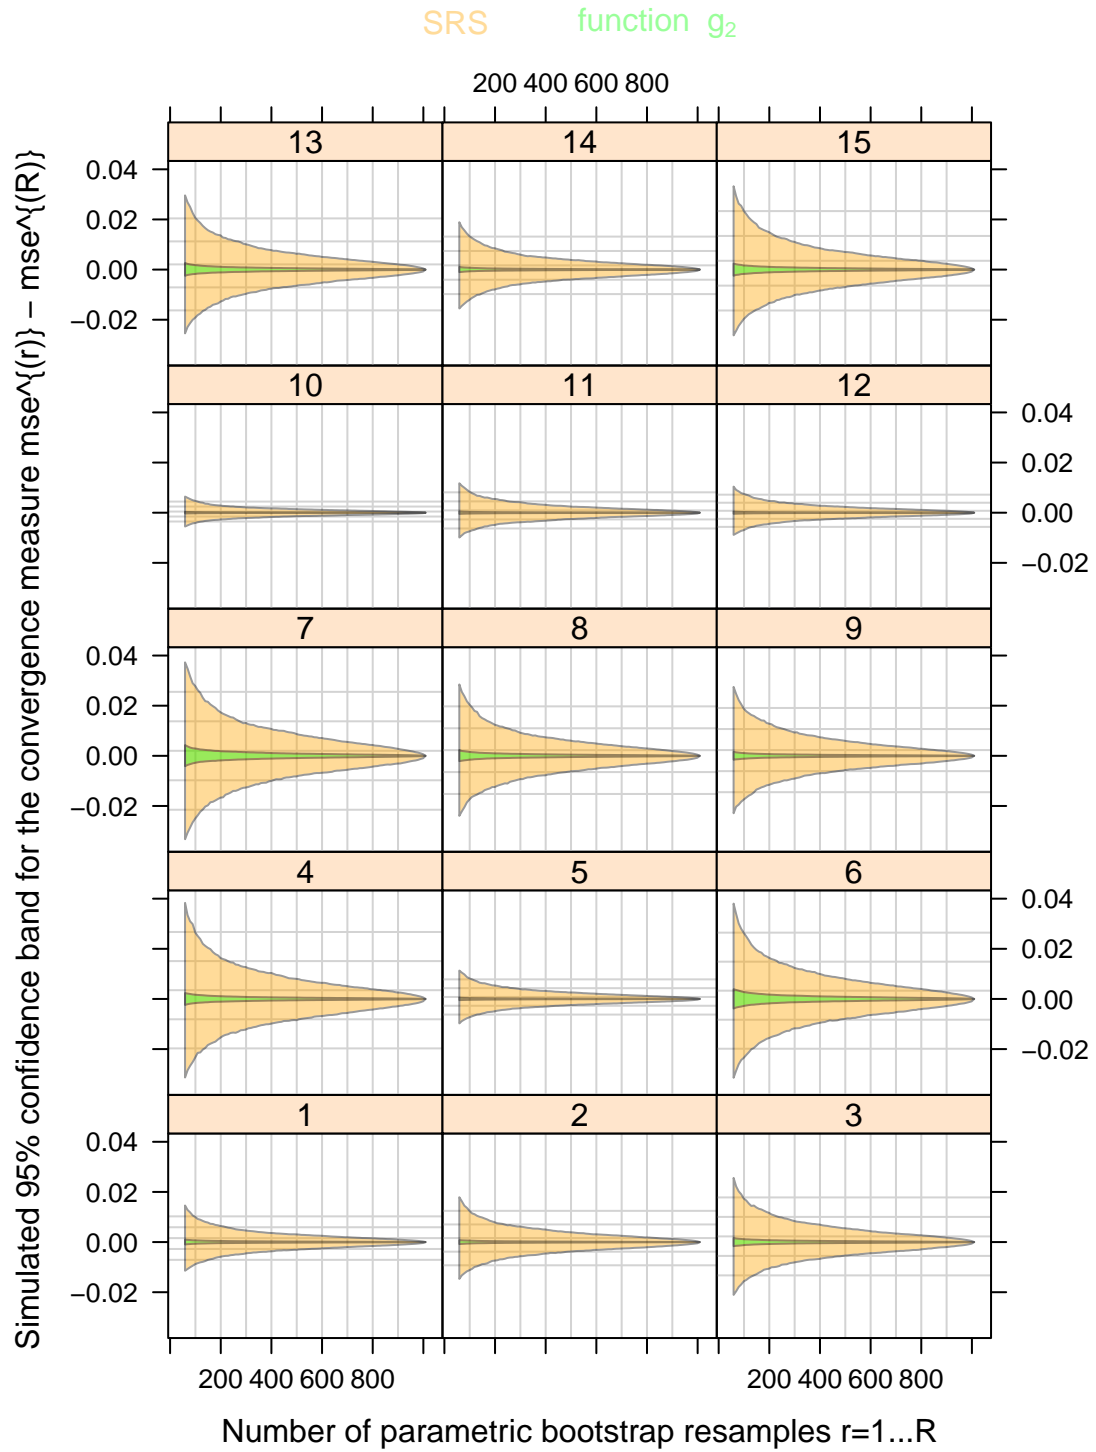 SRS function g₂
200 400 600 800
13 14 15
0.04
0.02
0.00
−0.02
10 11 12
0.04
0.02
0.00
−0.02
7 8 9
0.04
0.02
0.00
−0.02
4 5 6
0.04
0.02
0.00
−0.02
1 2 3
0.04
0.02
0.00
−0.02
200 400 600 800 200 400 600 800
Number of parametric bootstrap resamples r=1...R
Simulated 95% confidence band for the convergence measure mse^{(r)} − mse^{(R)}